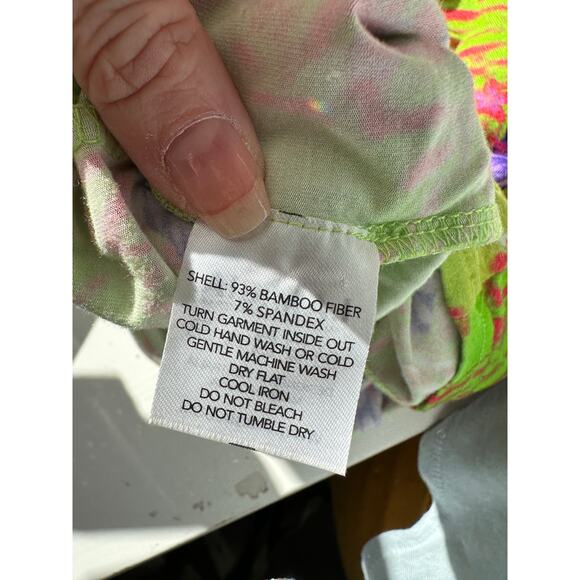 SHELL: 93% BAMBOO FIBER
7% SPANDEX
TURN GARMENT INSIDE OUT
COLD HAND WASH OR COLD
GENTLE MACHINE WASH
DRY FLAT
COOL IRON
DO NOT BLEACH
DO NOT TUMBLE DRY